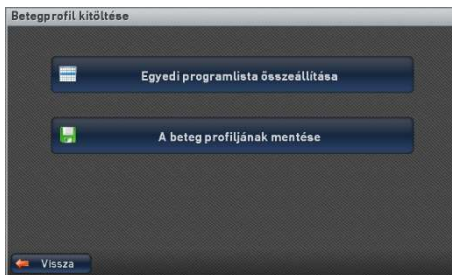 Betegprofil kitöltése
Egyedi programlista összeállítása
A beteg profiljának mentése
Vissza